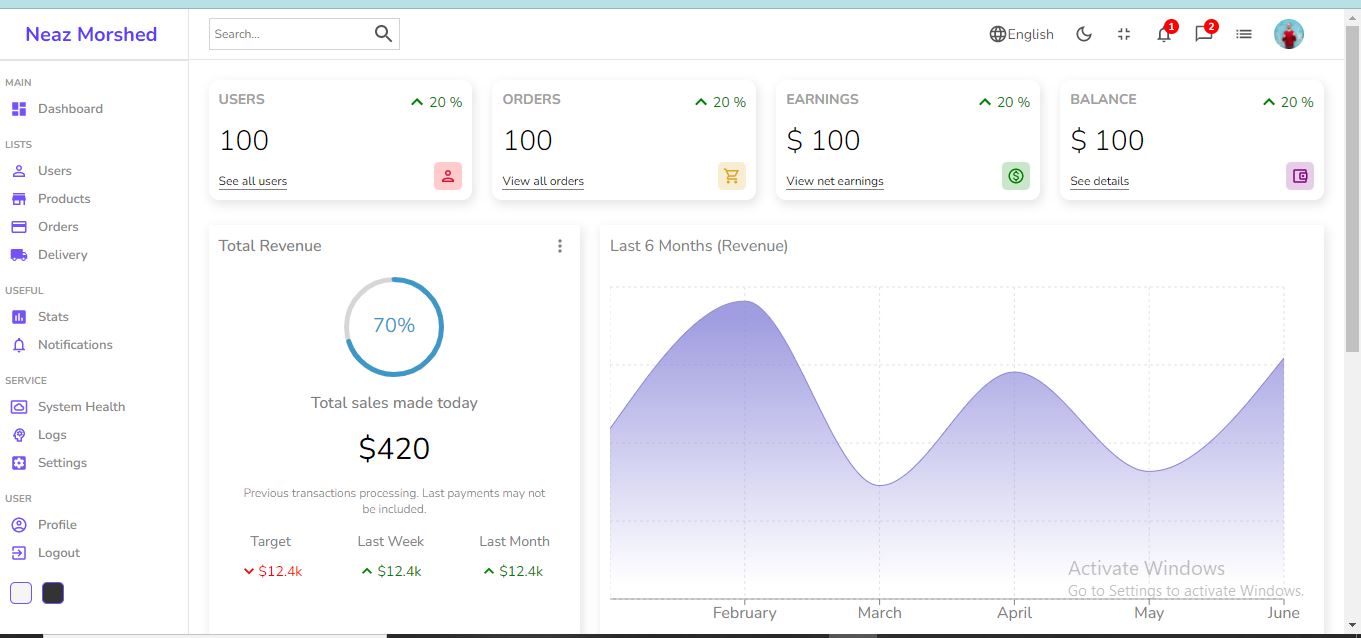 Neaz Morshed
Search...
English
1
2
MAIN
Dashboard
LISTS
Users
Products
Orders
Delivery
USEFUL
Stats
Notifications
SERVICE
System Health
Logs
Settings
USER
Profile
Logout
USERS
20 %
100
See all users
ORDERS
20 %
100
View all orders
EARNINGS
20 %
$ 100
View net earnings
BALANCE
20 %
$ 100
See details
Total Revenue
70%
Total sales made today
$420
Previous transactions processing. Last payments may not
be included.
Target
Last Week
Last Month
$12.4k
$12.4k
$12.4k
Last 6 Months (Revenue)
February
March
April
May
June
Activate Windows
Go to Settings to activate Windows.